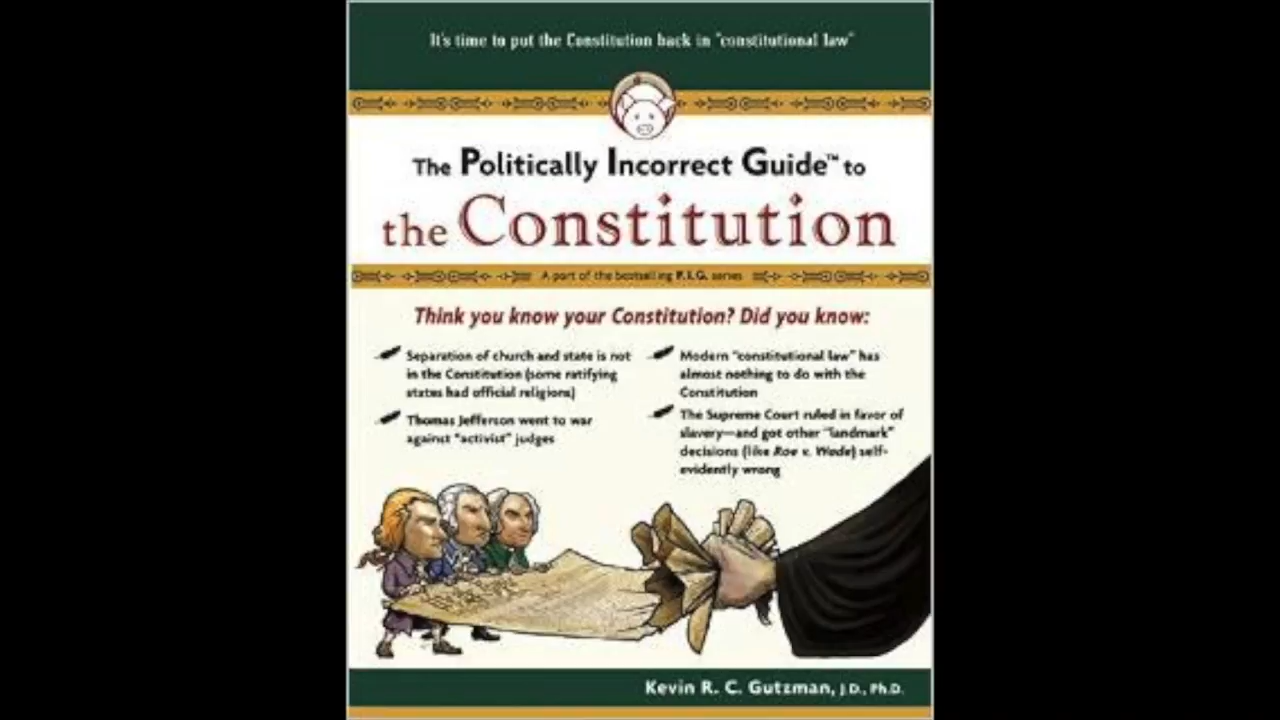 It's time to put the Constitution back in "constitutional law"
The Politically Incorrect Guide™ to
the Constitution
A part of the bestselling P.I.G. series
Think you know your Constitution? Did you know:
Separation of church and state is not
in the Constitution (some ratifying
states had official religions)
Thomas Jefferson went to war
against "activist" judges
Modern "constitutional law" has
almost nothing to do with the
Constitution
The Supreme Court ruled in favor of
slavery—and got other "landmark"
decisions (like Roe v. Wade) self-
evidently wrong
Kevin R. C. Gutzman, J.D., Ph.D.